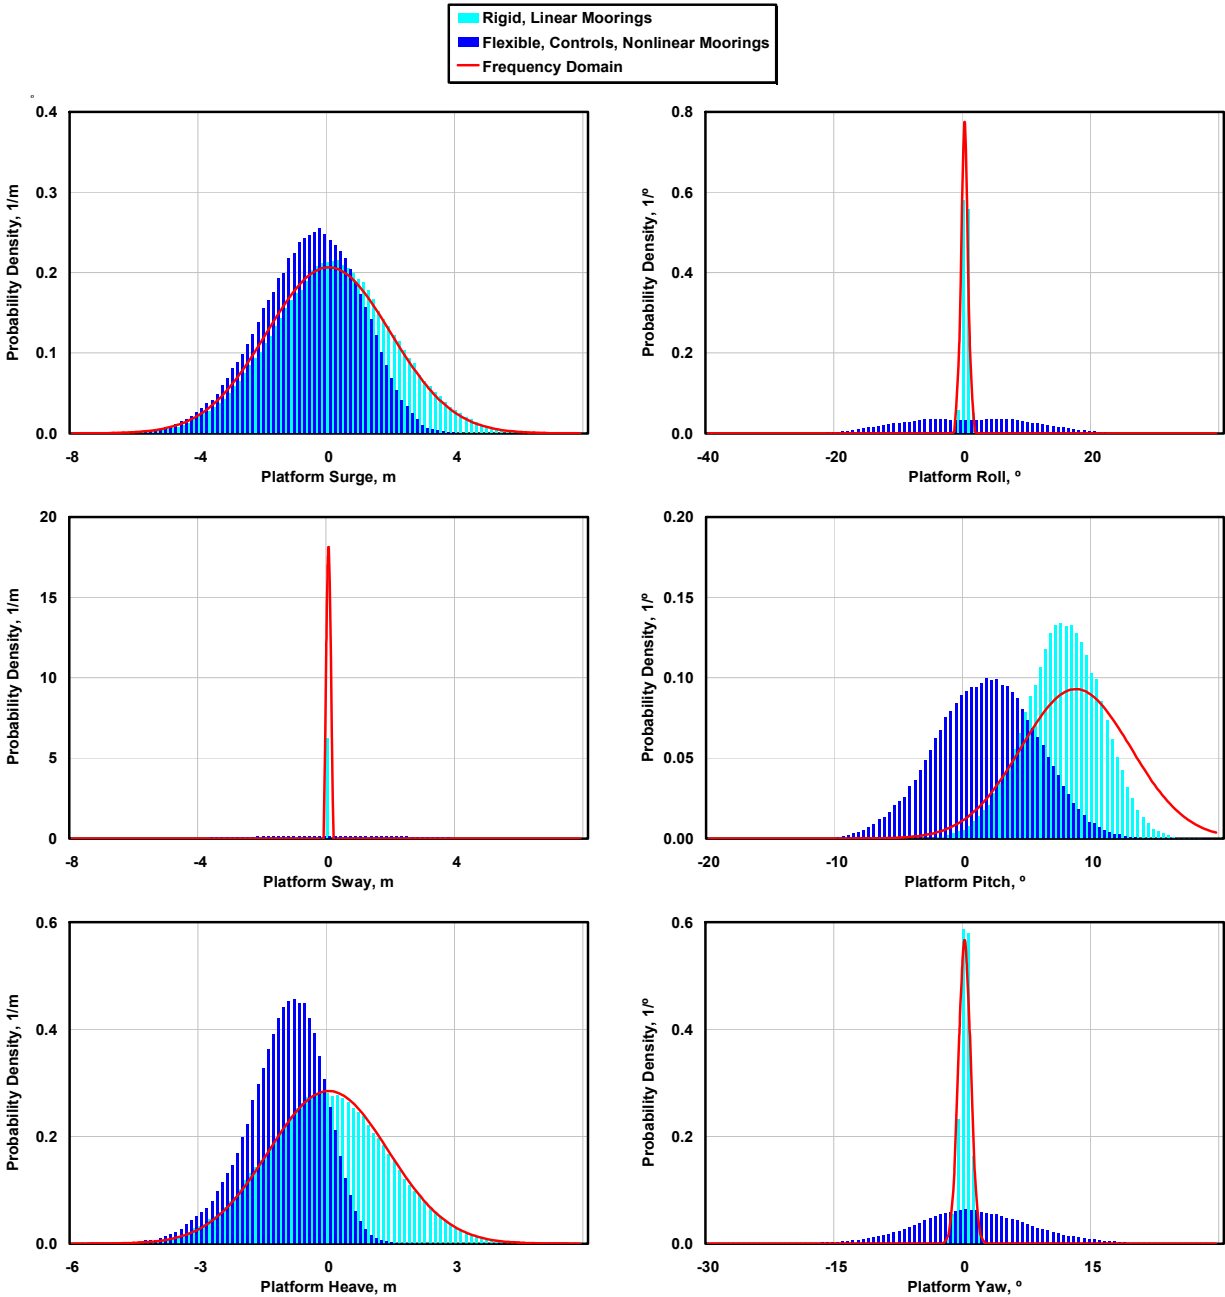 Rigid, Linear Moorings
Flexible, Controls, Nonlinear Moorings
Frequency Domain
º
0.4
0.3
0.2
0.1
0.0
Probability Density, 1/m
-8 -4 0 4
Platform Surge, m
0.8
0.6
0.4
0.2
0.0
Probability Density, 1/º
-40 -20 0 20
Platform Roll, º
20
15
10
5
0
Probability Density, 1/m
-8 -4 0 4
Platform Sway, m
0.20
0.15
0.10
0.05
0.00
Probability Density, 1/º
-20 -10 0 10
Platform Pitch, º
0.6
0.4
0.2
0.0
Probability Density, 1/m
-6 -3 0 3
Platform Heave, m
0.6
0.4
0.2
0.0
Probability Density, 1/º
-30 -15 0 15
Platform Yaw, º